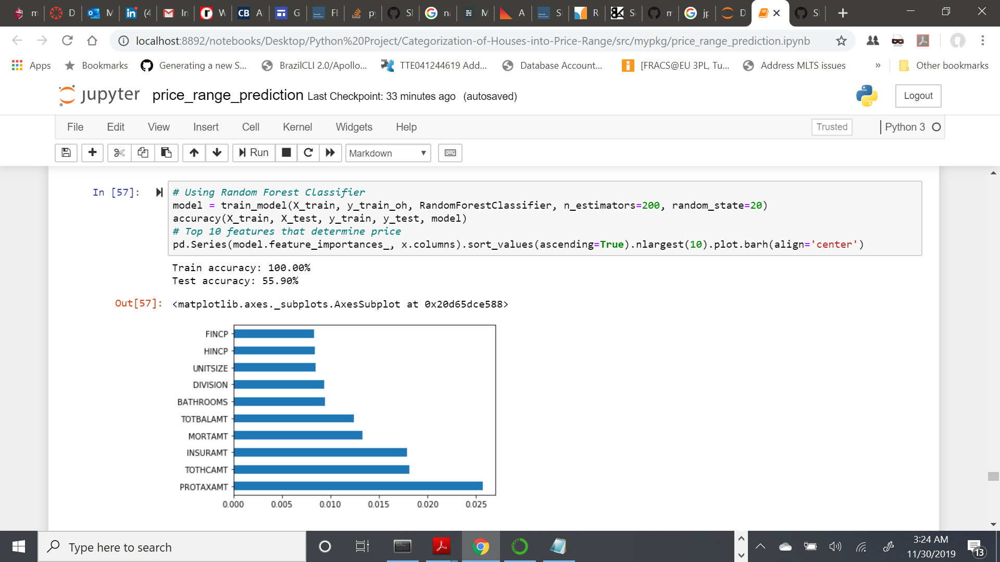 m D M (4 In W CB A G FI p SI n M A S R S m jp D SI
localhost:8892/notebooks/Desktop/Python%20Project/Categorization-of-Houses-into-Price-Range/src/mypkg/price_range_prediction.ipynb
Apps Bookmarks Generating a new S... BrazilCLI 2.0/Apollo... TTE041244619 Add... Database Account... [FRACS@EU 3PL, Tu... Address MLTS issues » Other bookmarks
jupyter price_range_prediction Last Checkpoint: 33 minutes ago (autosaved) Logout
File Edit View Insert Cell Kernel Widgets Help Trusted Python 3
Run Markdown
In [57]:
# Using Random Forest Classifier
model = train_model(X_train, y_train_oh, RandomForestClassifier, n_estimators=200, random_state=20)
accuracy(X_train, X_test, y_train, y_test, model)
# Top 10 features that determine price
pd.Series(model.feature_importances_, x.columns).sort_values(ascending=True).nlargest(10).plot.barh(align='center')
Train accuracy: 100.00%
Test accuracy: 55.90%
Out[57]: <matplotlib.axes._subplots.AxesSubplot at 0x20d65dce588>
FINCP
HINCP
UNITSIZE
DIVISION
BATHROOMS
TOTBALAMT
MORTAMT
INSURAMT
TOTHCAMT
PROTAXAMT
0.000 0.005 0.010 0.015 0.020 0.025
Type here to search
3:24 AM
11/30/2019
13